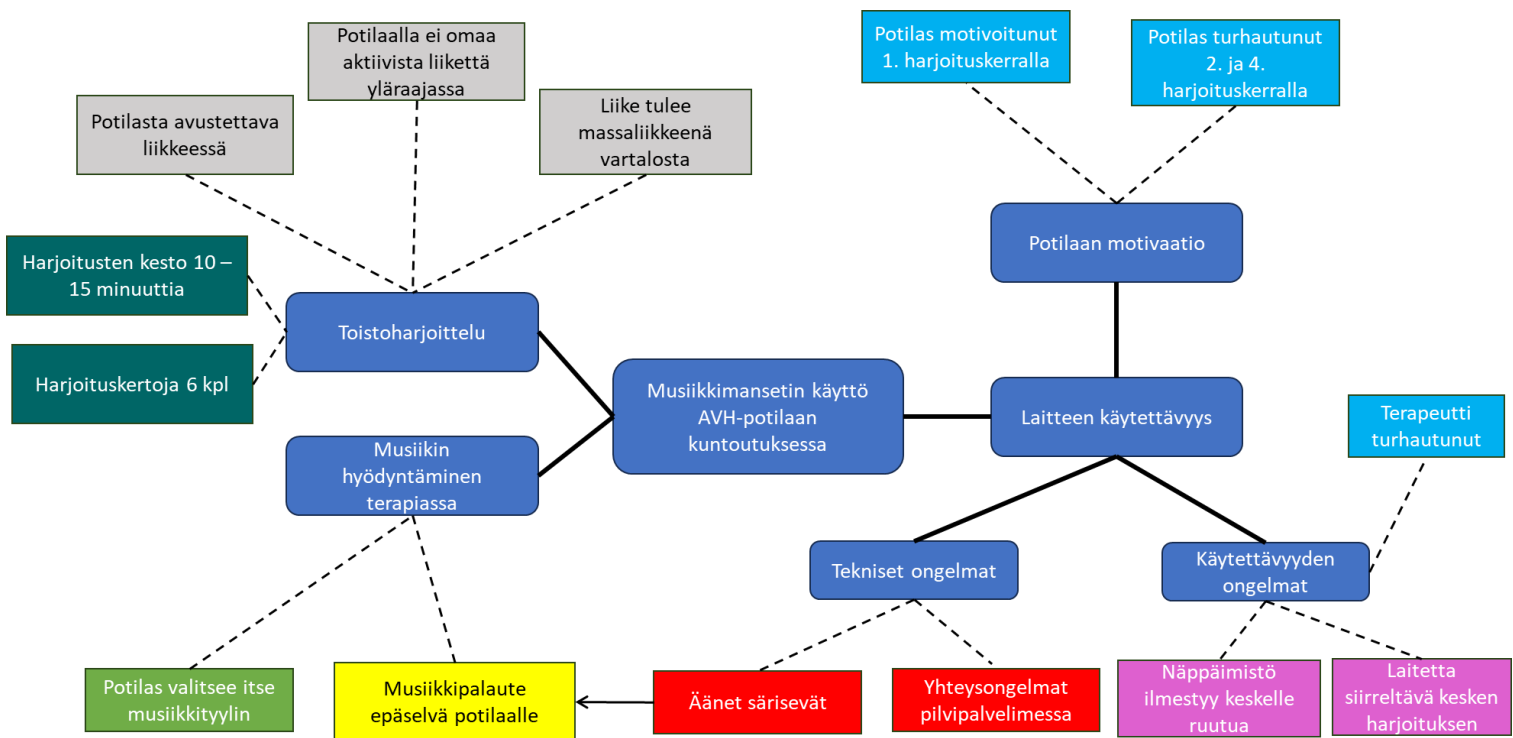 Potilaalla ei omaa
aktiivista liikettä
yläraajassa
Potilasta avustettava
liikkeessä
Liike tulee
massaliikkeenä
vartalosta
Potilas motivoitunut
1. harjoituskerralla
Potilas turhautunut
2. ja 4.
harjoituskerralla
Harjoitusten kesto 10 –
15 minuuttia
Harjoituskertoja 6 kpl
Toistoharjoittelu
Potilaan motivaatio
Musiikkimansetin käyttö
AVH-potilaan
kuntoutuksessa
Laitteen käytettävyys
Terapeutti
turhautunut
Musiikin
hyödyntäminen
terapiassa
Tekniset ongelmat
Käytettävyyden
ongelmat
Potilas valitsee itse
musiikkityylin
Musiikkipalaute
epäselvä potilaalle
Äänet särisevät
Yhteysongelmat
pilvipalvelimessa
Näppäimistö
ilmestyy keskelle
ruutua
Laitetta
siirreltävä kesken
harjoituksen